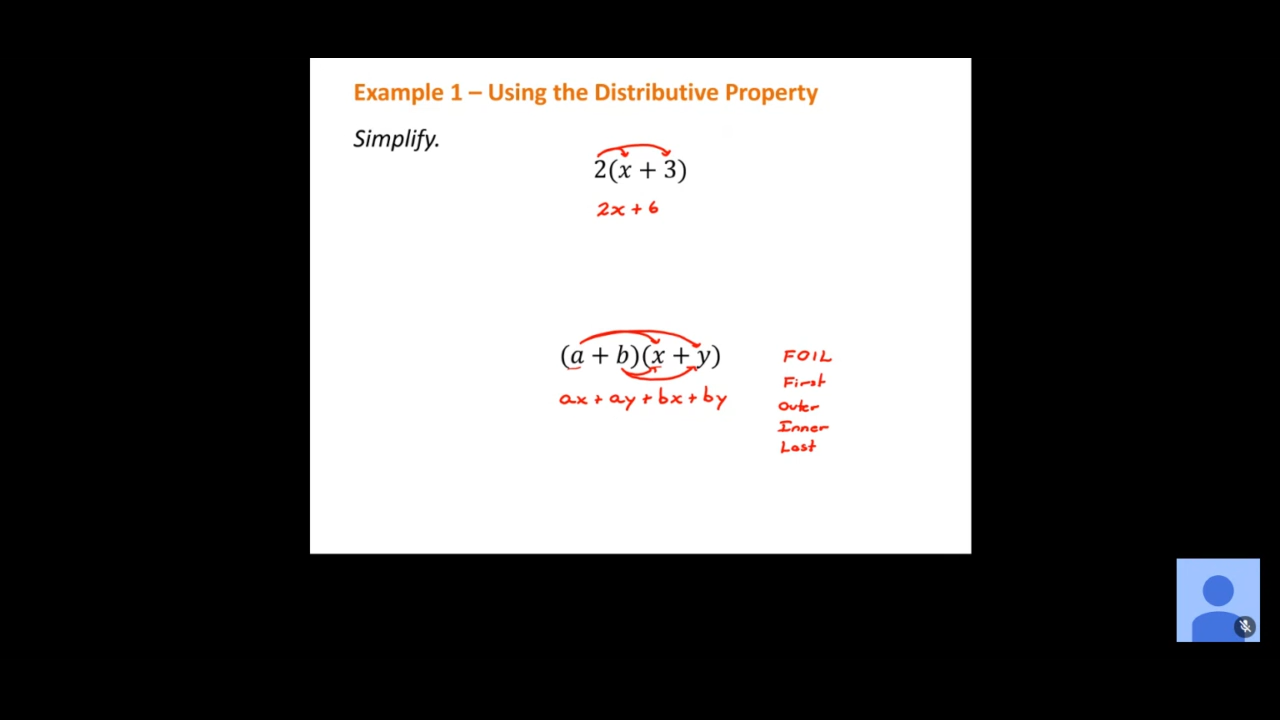 Example 1 – Using the Distributive Property
Simplify.
2(x + 3)
2x + 6
(a + b)(x + y)
ax + ay + bx + by
FOIL
First
Outer
Inner
Last